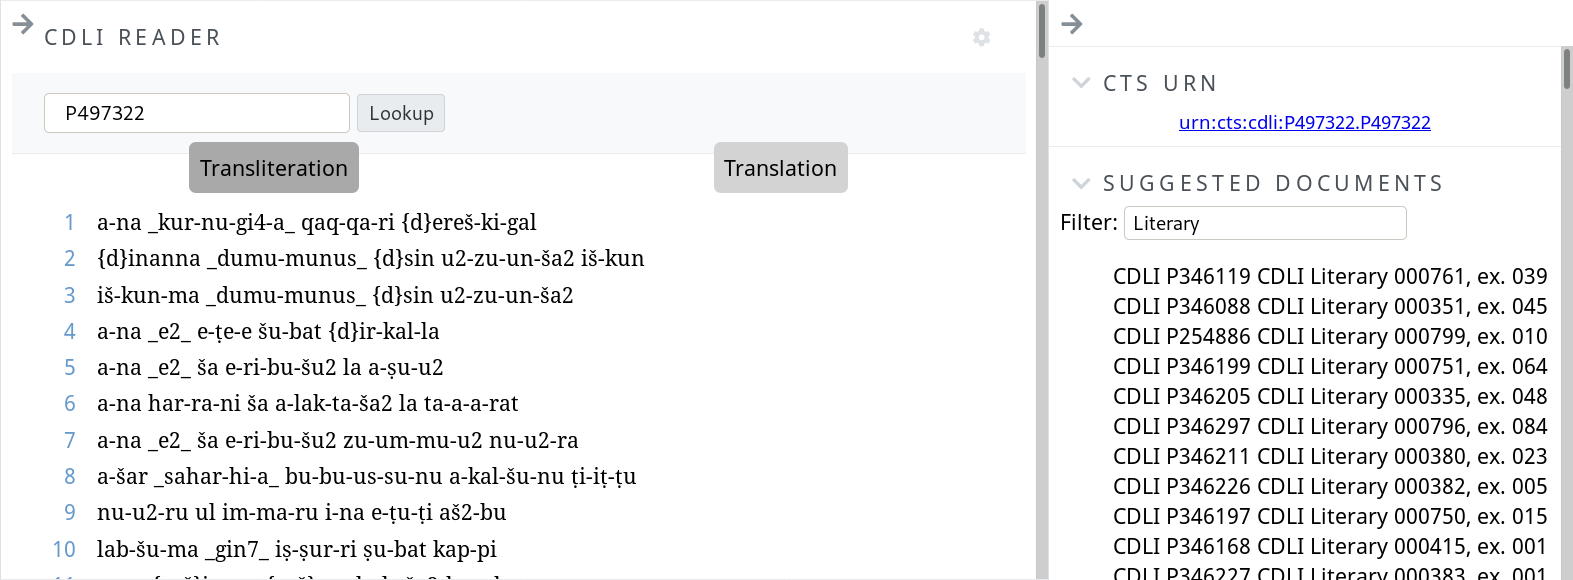 CDLI READER
P497322
Lookup
Transliteration
Translation
1 a-na _kur-nu-gi4-a_ qaq-qa-ri {d}ereš-ki-gal
2 {d}inanna _dumu-munus_ {d}sin u2-zu-un-ša2 iš-kun
3 iš-kun-ma _dumu-munus_ {d}sin u2-zu-un-ša2
4 a-na _e2_ e-ṭe-e šu-bat {d}ir-kal-la
5 a-na _e2_ ša e-ri-bu-šu2 la a-ṣu-u2
6 a-na har-ra-ni ša a-lak-ta-ša2 la ta-a-a-rat
7 a-na _e2_ ša e-ri-bu-šu2 zu-um-mu-u2 nu-u2-ra
8 a-šar _sahar-hi-a_ bu-bu-us-su-nu a-kal-šu-nu ṭi-iṭ-ṭu
9 nu-u2-ru ul im-ma-ru i-na e-ṭu-ṭi aš2-bu
10 lab-šu-ma _gin7_ iṣ-ṣur-ri ṣu-bat kap-pi
CTS URN
urn:cts:cdli:P497322.P497322
SUGGESTED DOCUMENTS
Filter: Literary
CDLI P346119 CDLI Literary 000761, ex. 039
CDLI P346088 CDLI Literary 000351, ex. 045
CDLI P254886 CDLI Literary 000799, ex. 010
CDLI P346199 CDLI Literary 000751, ex. 064
CDLI P346205 CDLI Literary 000335, ex. 048
CDLI P346297 CDLI Literary 000796, ex. 084
CDLI P346211 CDLI Literary 000380, ex. 023
CDLI P346226 CDLI Literary 000382, ex. 005
CDLI P346197 CDLI Literary 000750, ex. 015
CDLI P346168 CDLI Literary 000415, ex. 001
CDLI P346227 CDLI Literary 000383, ex. 001